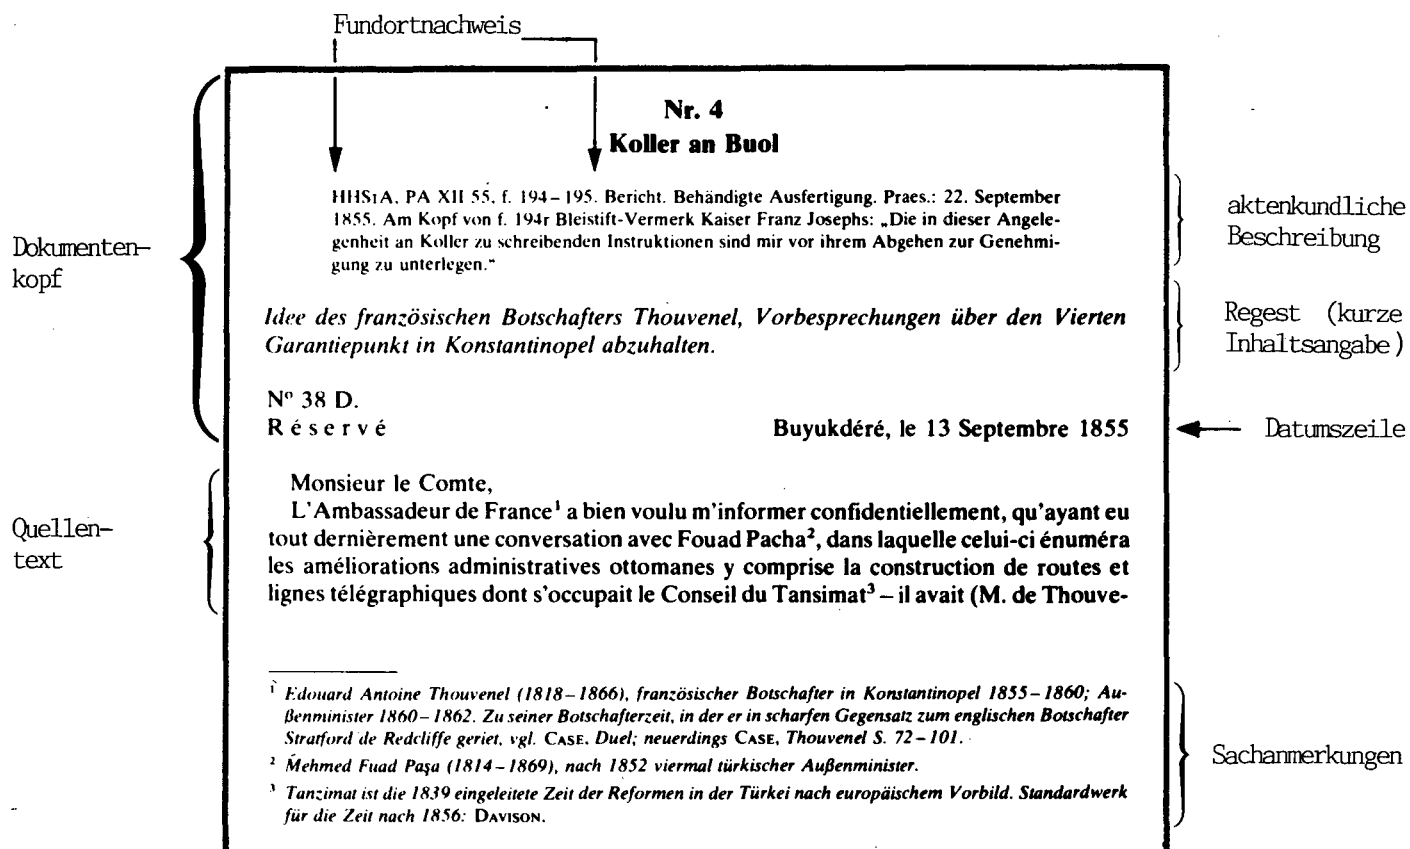 Fundortnachweis
Nr. 4
Koller an Buol
HHStA, PA XII 55, f. 194–195. Bericht. Behändigte Ausfertigung. Praes.: 22. September
1855. Am Kopf von f. 194r Bleistift-Vermerk Kaiser Franz Josephs: „Die in dieser Angele-
genheit an Koller zu schreibenden Instruktionen sind mir vor ihrem Abgehen zur Genehmi-
gung zu unterlegen.“
aktenkundliche
Beschreibung
Dokumenten-
kopf
Idee des französischen Botschafters Thouvenel, Vorbesprechungen über den Vierten
Garantiepunkt in Konstantinopel abzuhalten.
Regest (kurze
Inhaltsangabe)
Nº 38 D.
Réservé
Buyukdéré, le 13 Septembre 1855
Datumszeile
Quellen-
text
Monsieur le Comte,
L'Ambassadeur de France¹ a bien voulu m'informer confidentiellement, qu'ayant eu
tout dernièrement une conversation avec Fouad Pacha², dans laquelle celui-ci énuméra
les améliorations administratives ottomanes y comprise la construction de routes et
lignes télégraphiques dont s'occupait le Conseil du Tansimat³ – il avait (M. de Thouve-
¹ Edouard Antoine Thouvenel (1818–1866), französischer Botschafter in Konstantinopel 1855–1860; Au-
ßenminister 1860–1862. Zu seiner Botschafterzeit, in der er in scharfen Gegensatz zum englischen Botschafter
Stratford de Redcliffe geriet, vgl. CASE, Duel; neuerdings CASE, Thouvenel S. 72–101.
² Mehmed Fuad Paşa (1814–1869), nach 1852 viermal türkischer Außenminister.
³ Tanzimat ist die 1839 eingeleitete Zeit der Reformen in der Türkei nach europäischem Vorbild. Standardwerk
für die Zeit nach 1856: DAVISON.
Sachanmerkungen